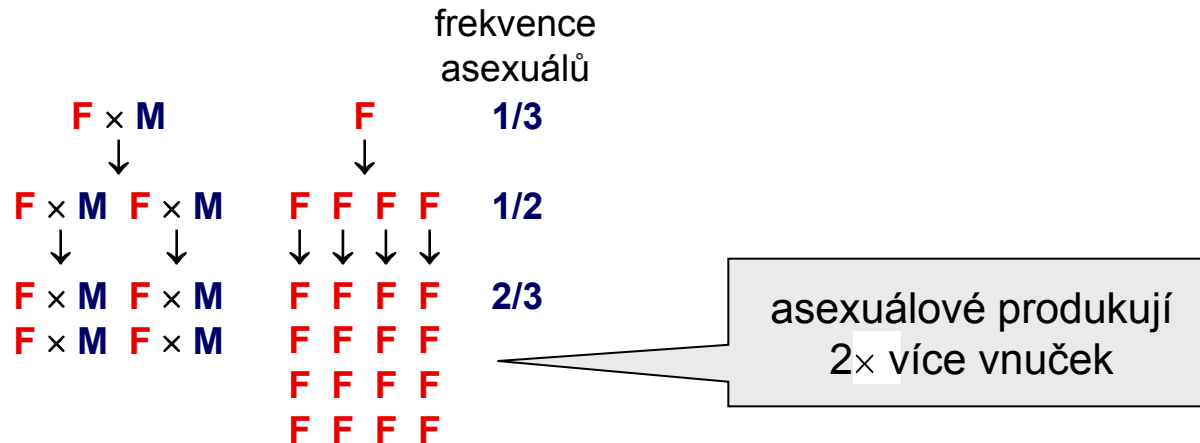 frekvence
asexuálů
F × M F 1/3
↓ ↓
F × M F × M F F F F 1/2
↓ ↓ ↓ ↓ ↓ ↓
F × M F × M F F F F 2/3
F × M F × M F F F F
F F F F
F F F F
asexuálové produkují
2× více vnuček